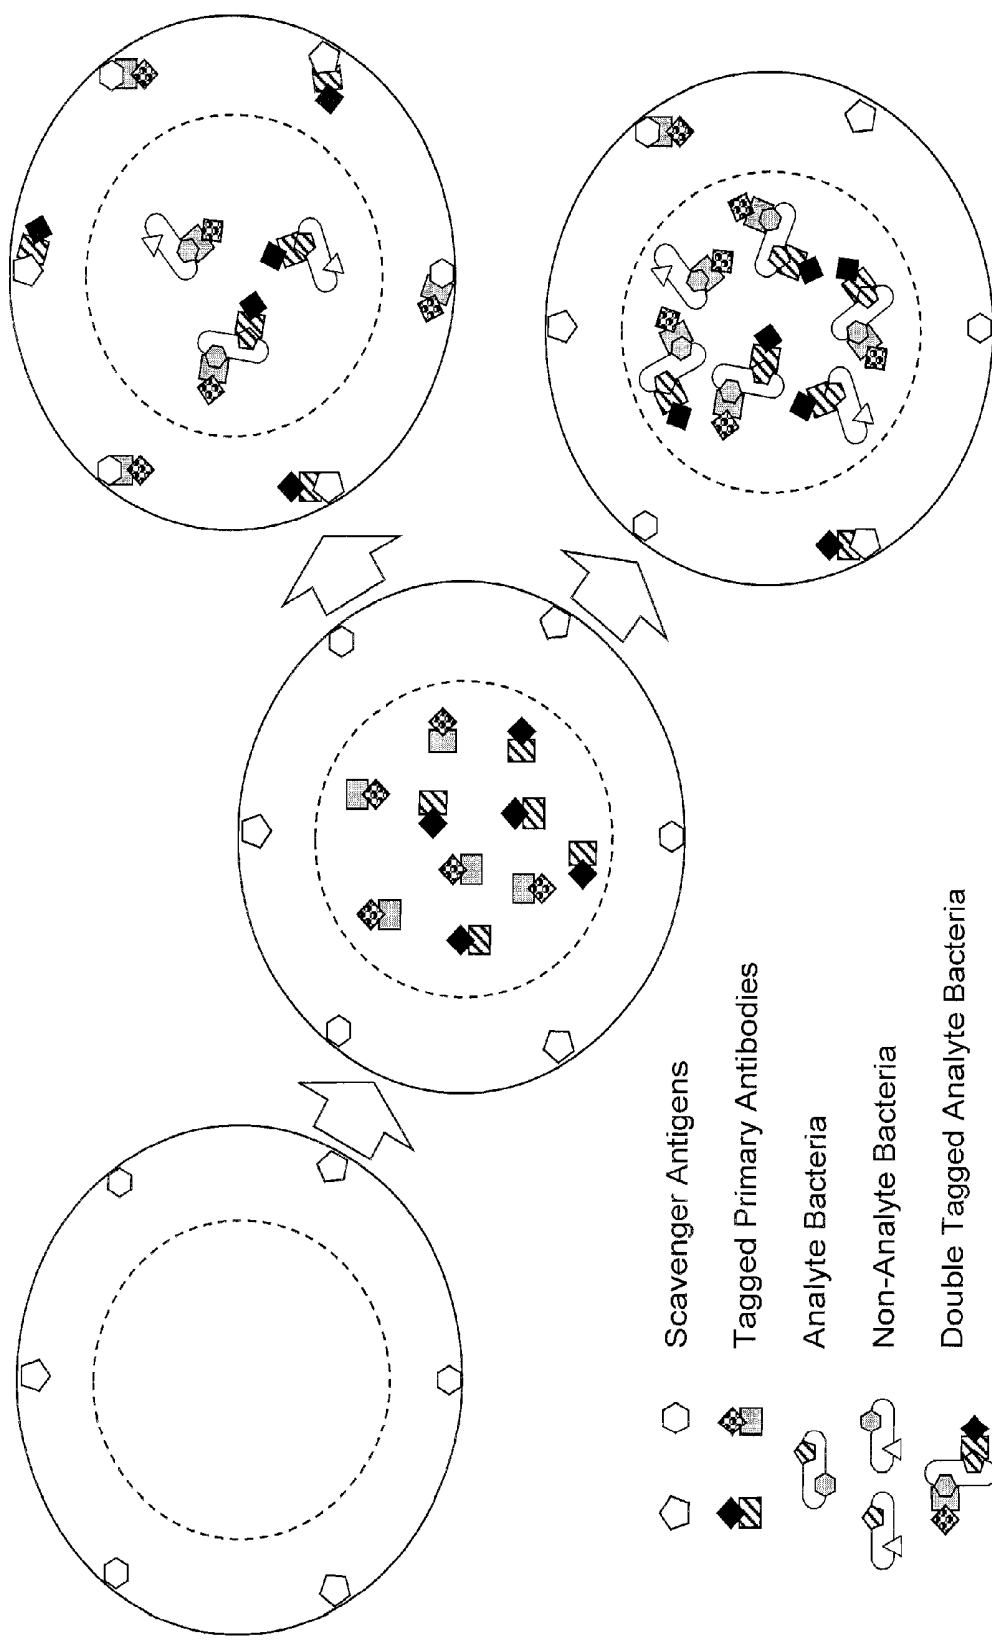 Scavenger Antigens
Tagged Primary Antibodies
Analyte Bacteria
Non-Analyte Bacteria
Double Tagged Analyte Bacteria